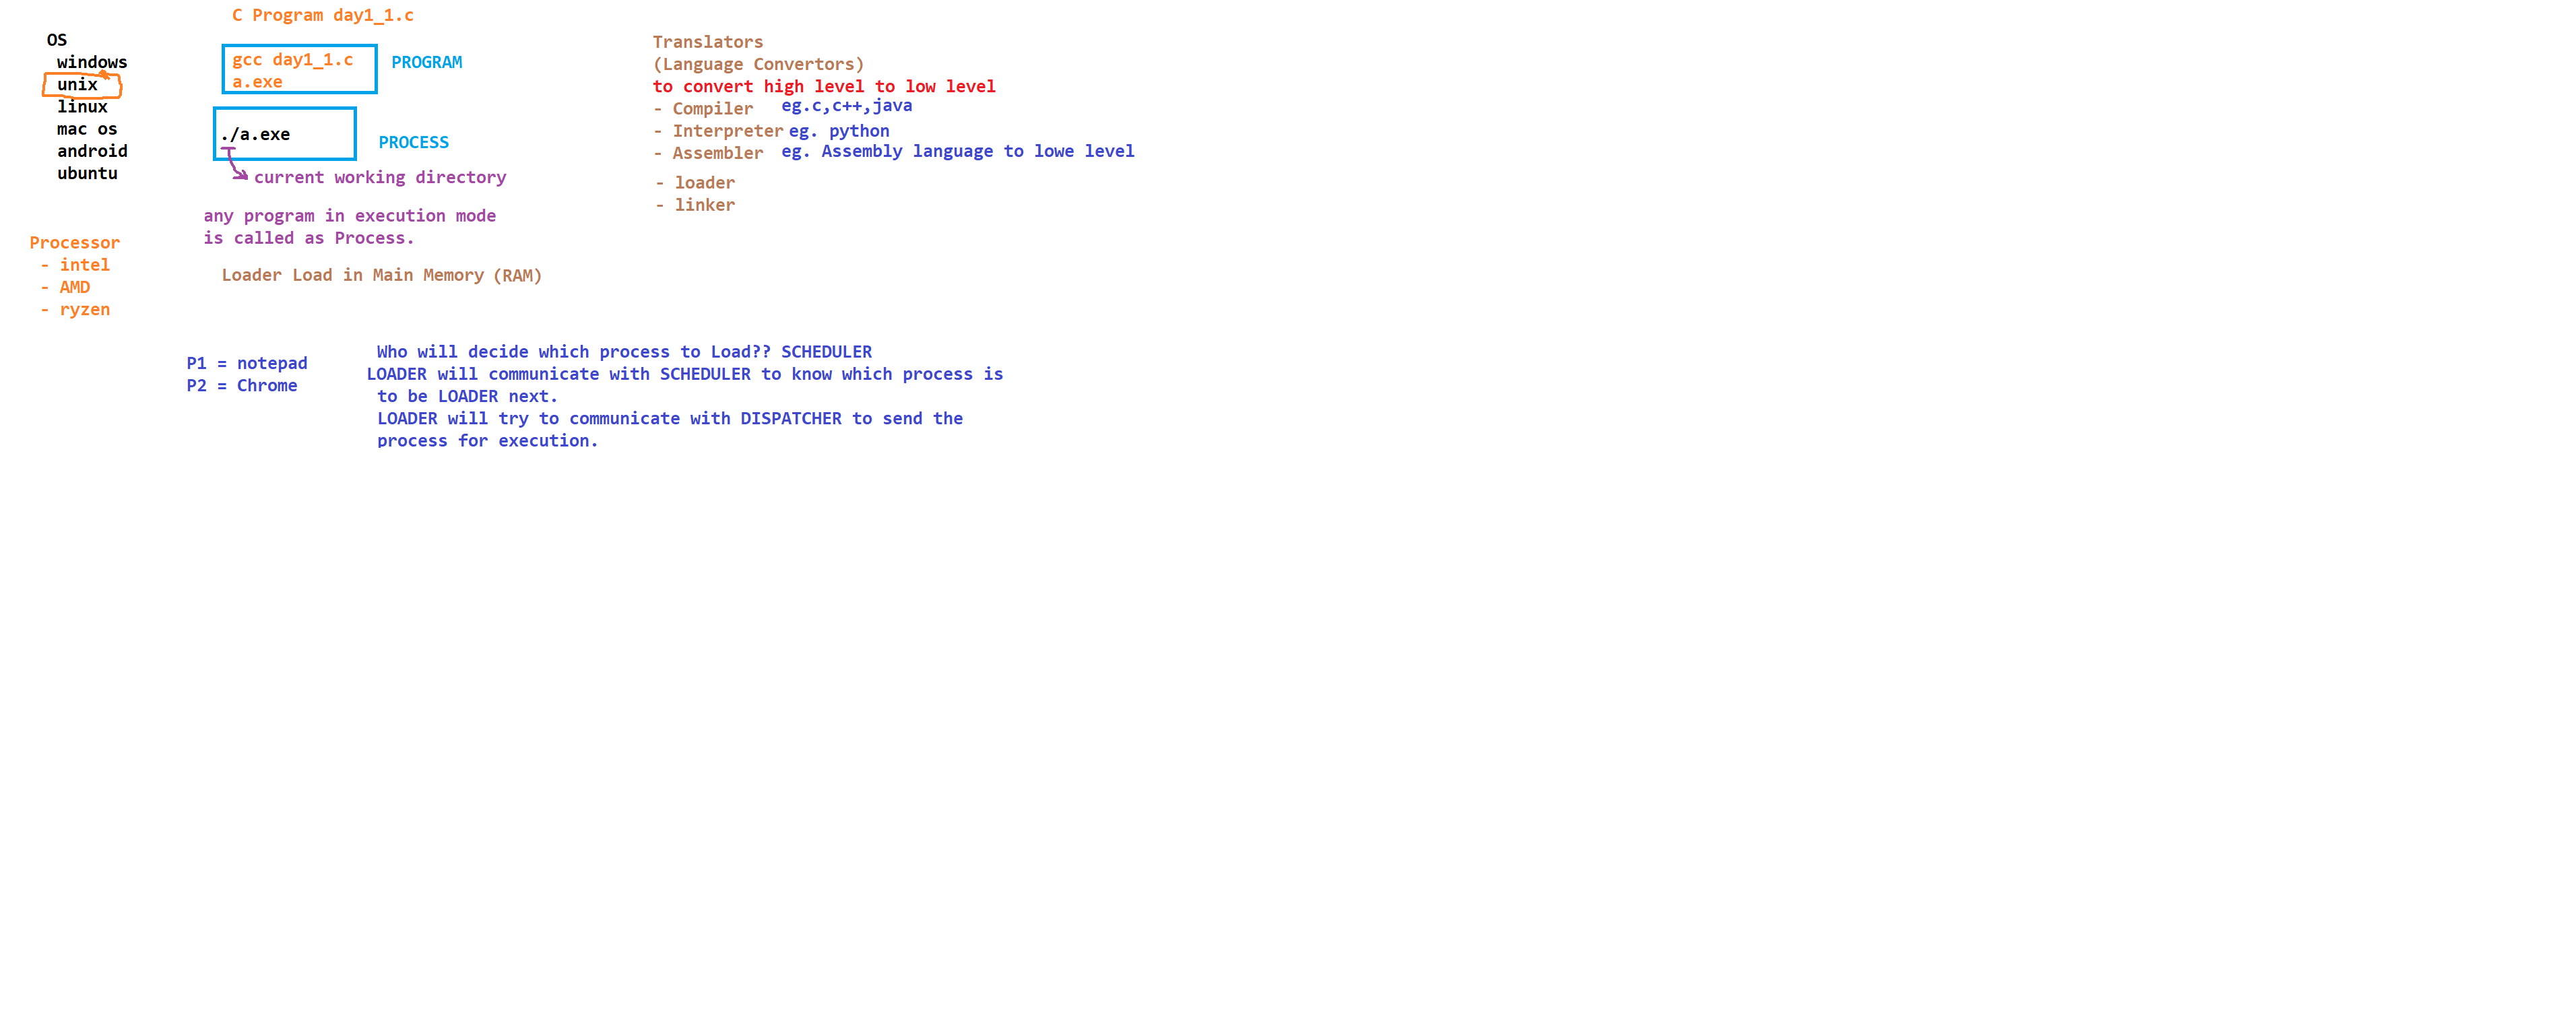 C Program day1_1.c
OS
windows
unix
linux
mac os
android
ubuntu
Processor
- intel
- AMD
- ryzen
gcc day1_1.c
a.exe
PROGRAM
./a.exe
PROCESS
current working directory
any program in execution mode
is called as Process.
Loader Load in Main Memory (RAM)
Translators
(Language Convertors)
to convert high level to low level
- Compiler eg.c,c++,java
- Interpreter eg. python
- Assembler eg. Assembly language to lowe level
- loader
- linker
P1 = notepad
P2 = Chrome
Who will decide which process to Load?? SCHEDULER
LOADER will communicate with SCHEDULER to know which process is
to be LOADER next.
LOADER will try to communicate with DISPATCHER to send the
process for execution.